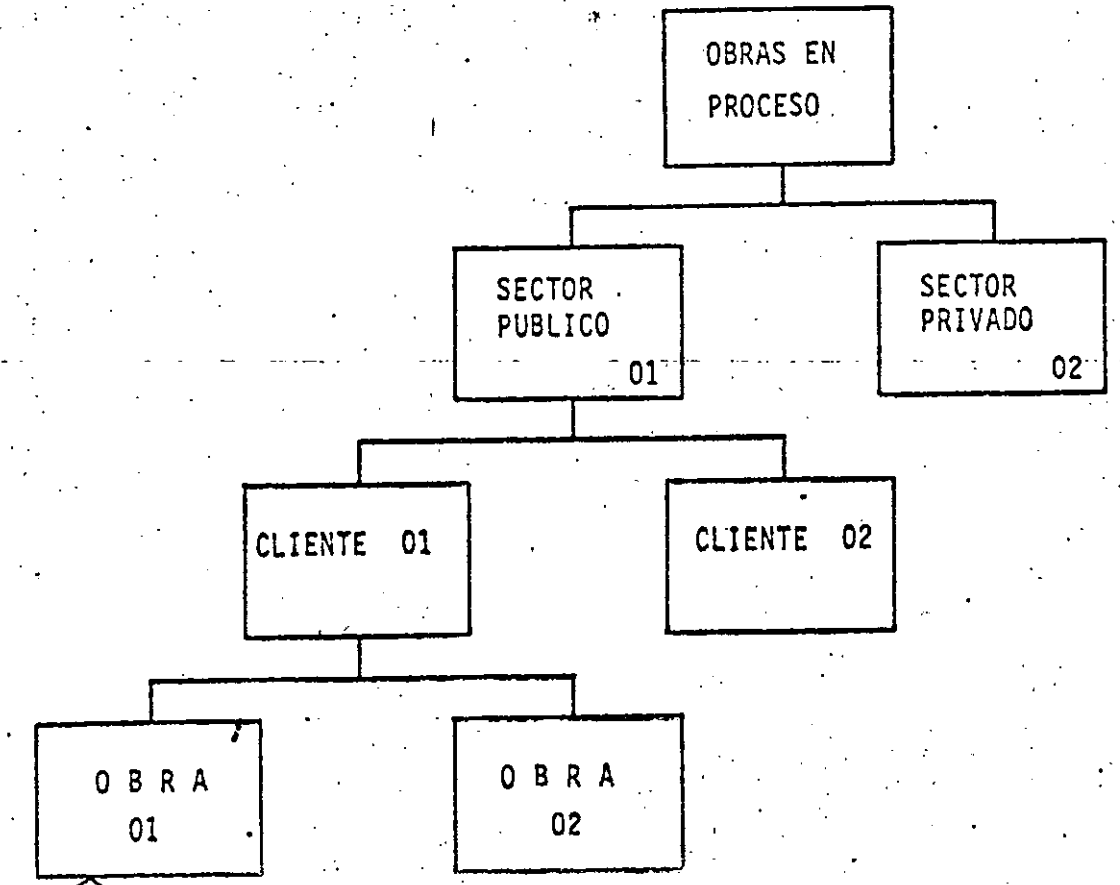 OBRAS EN
PROCESO
SECTOR
PUBLICO
01
SECTOR
PRIVADO
02
CLIENTE 01
CLIENTE 02
O B R A
01
O B R A
02